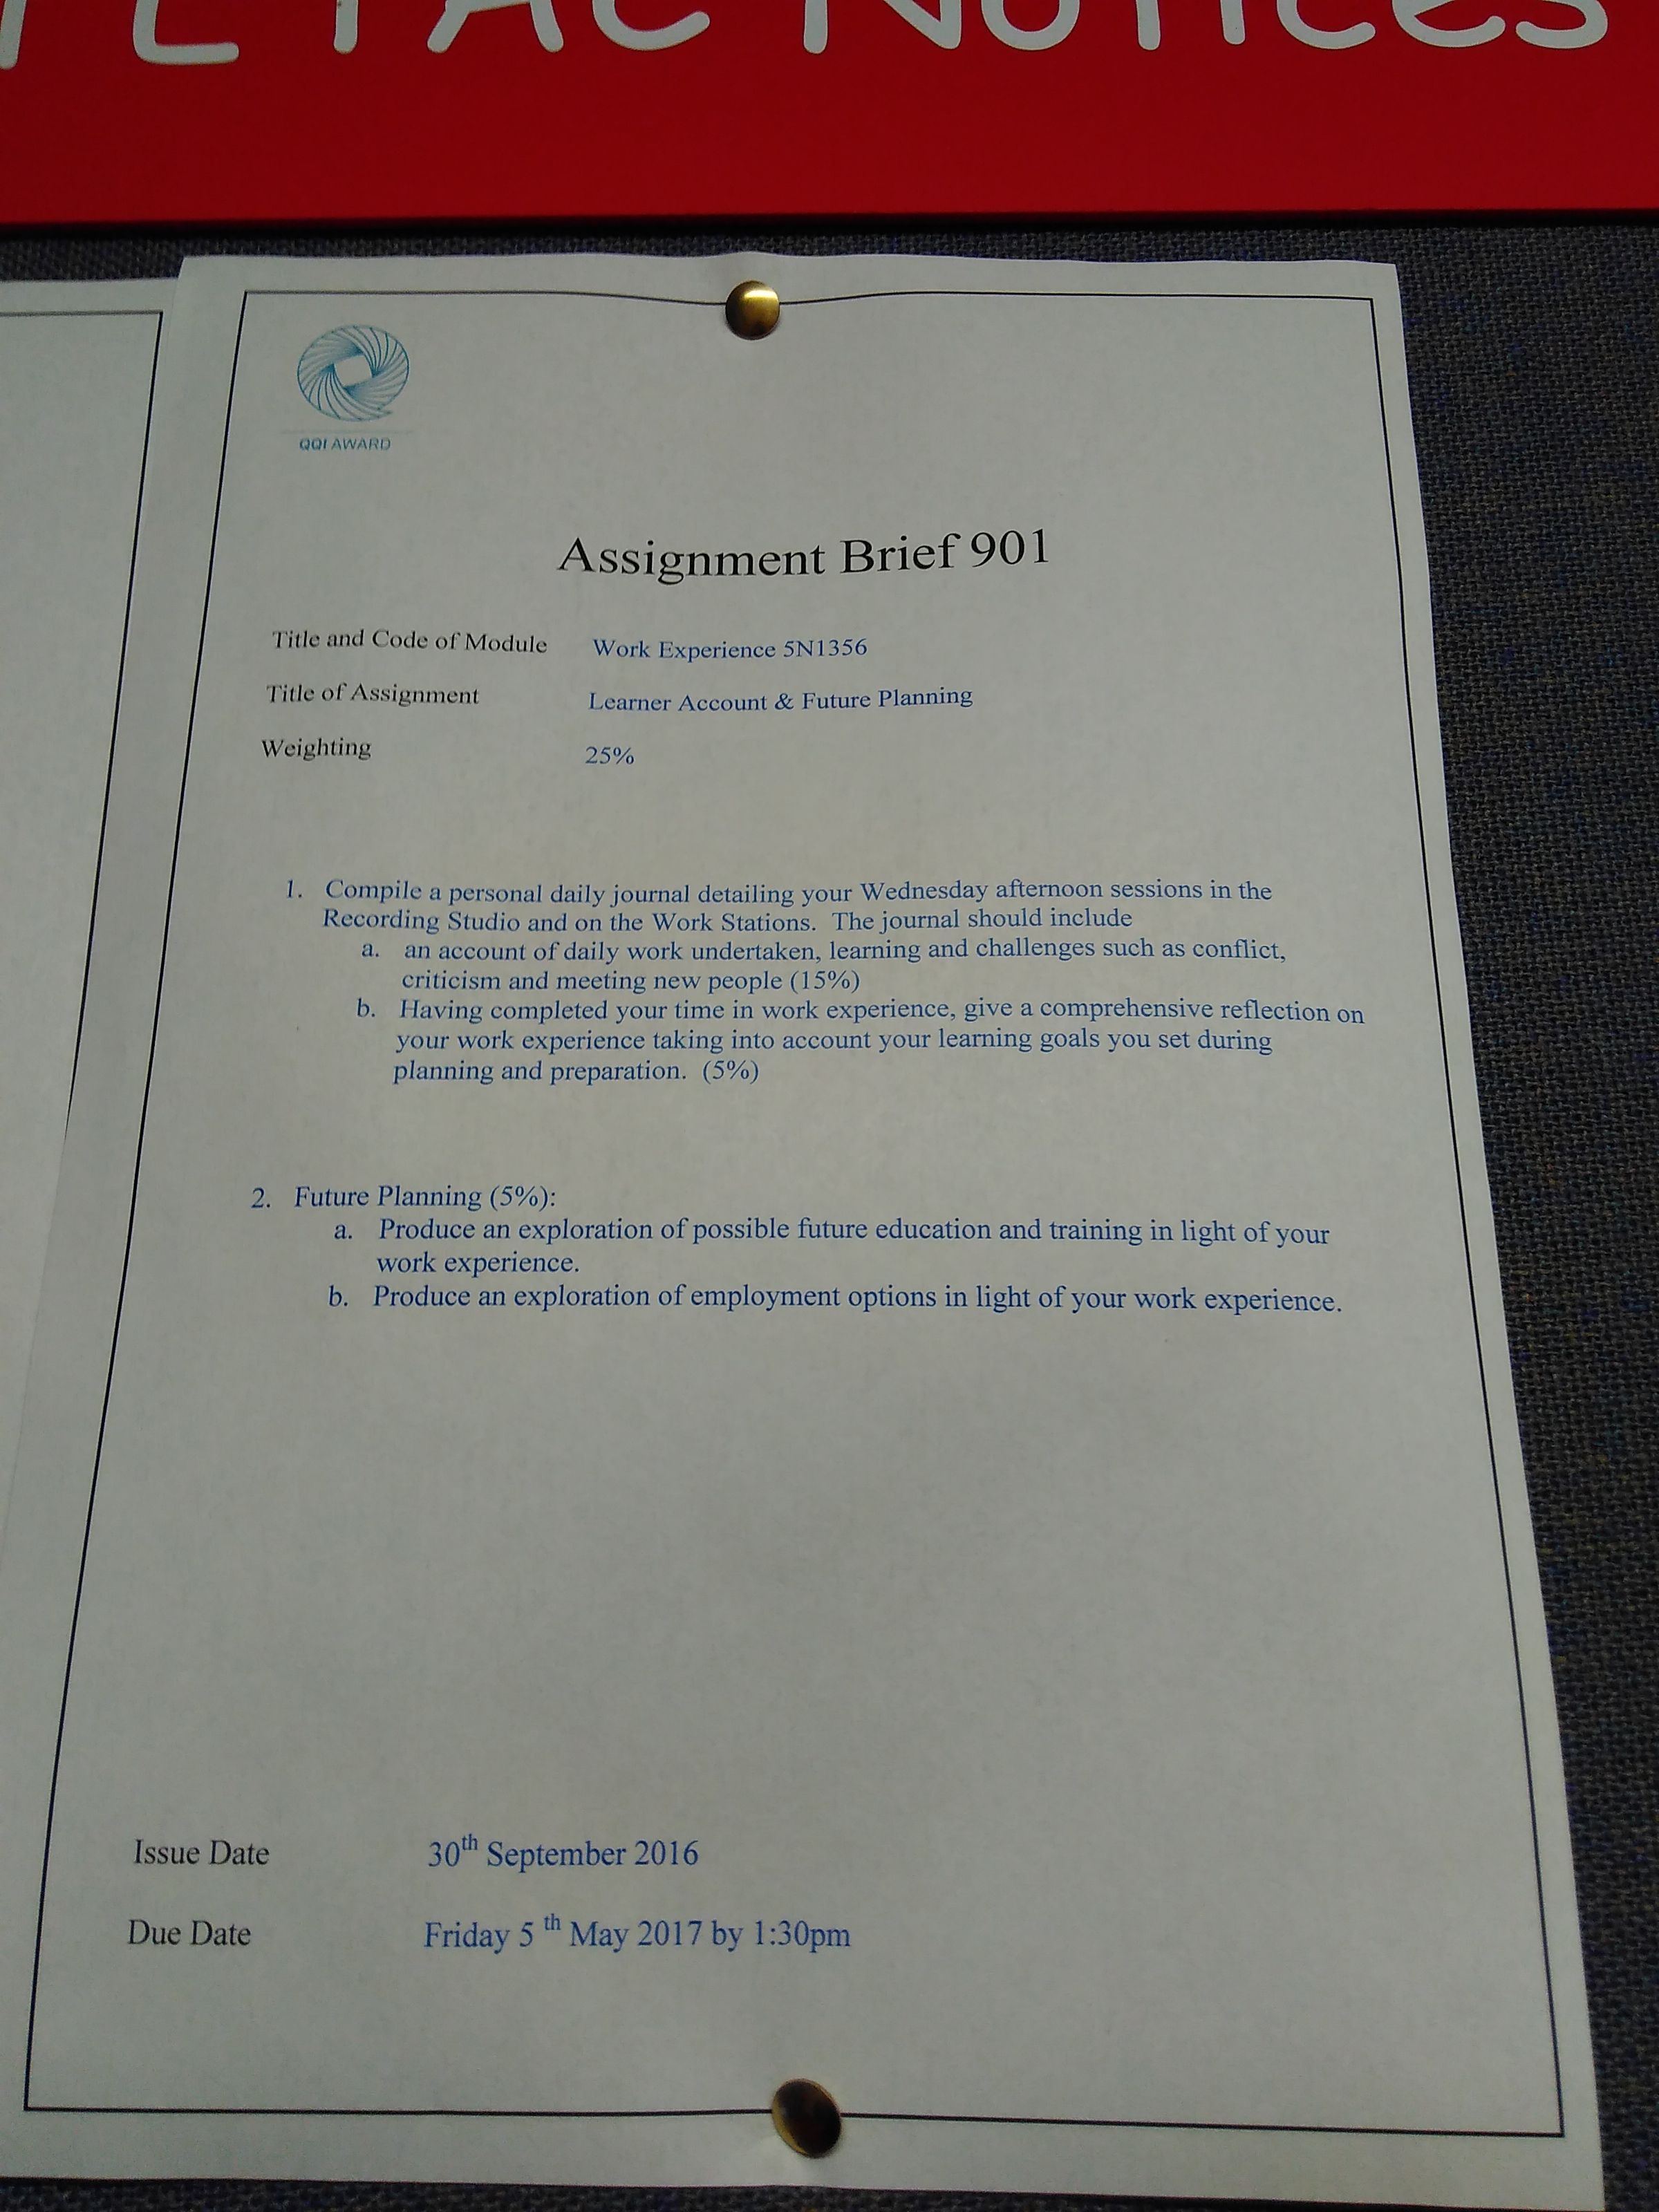 FETAC Notices
QQI AWARD
Assignment Brief 901
Title and Code of Module Work Experience 5N1356
Title of Assignment Learner Account & Future Planning
Weighting 25%
1. Compile a personal daily journal detailing your Wednesday afternoon sessions in the
Recording Studio and on the Work Stations. The journal should include
a. an account of daily work undertaken, learning and challenges such as conflict,
criticism and meeting new people (15%)
b. Having completed your time in work experience, give a comprehensive reflection on
your work experience taking into account your learning goals you set during
planning and preparation. (5%)
2. Future Planning (5%):
a. Produce an exploration of possible future education and training in light of your
work experience.
b. Produce an exploration of employment options in light of your work experience.
Issue Date 30th September 2016
Due Date Friday 5 th May 2017 by 1:30pm